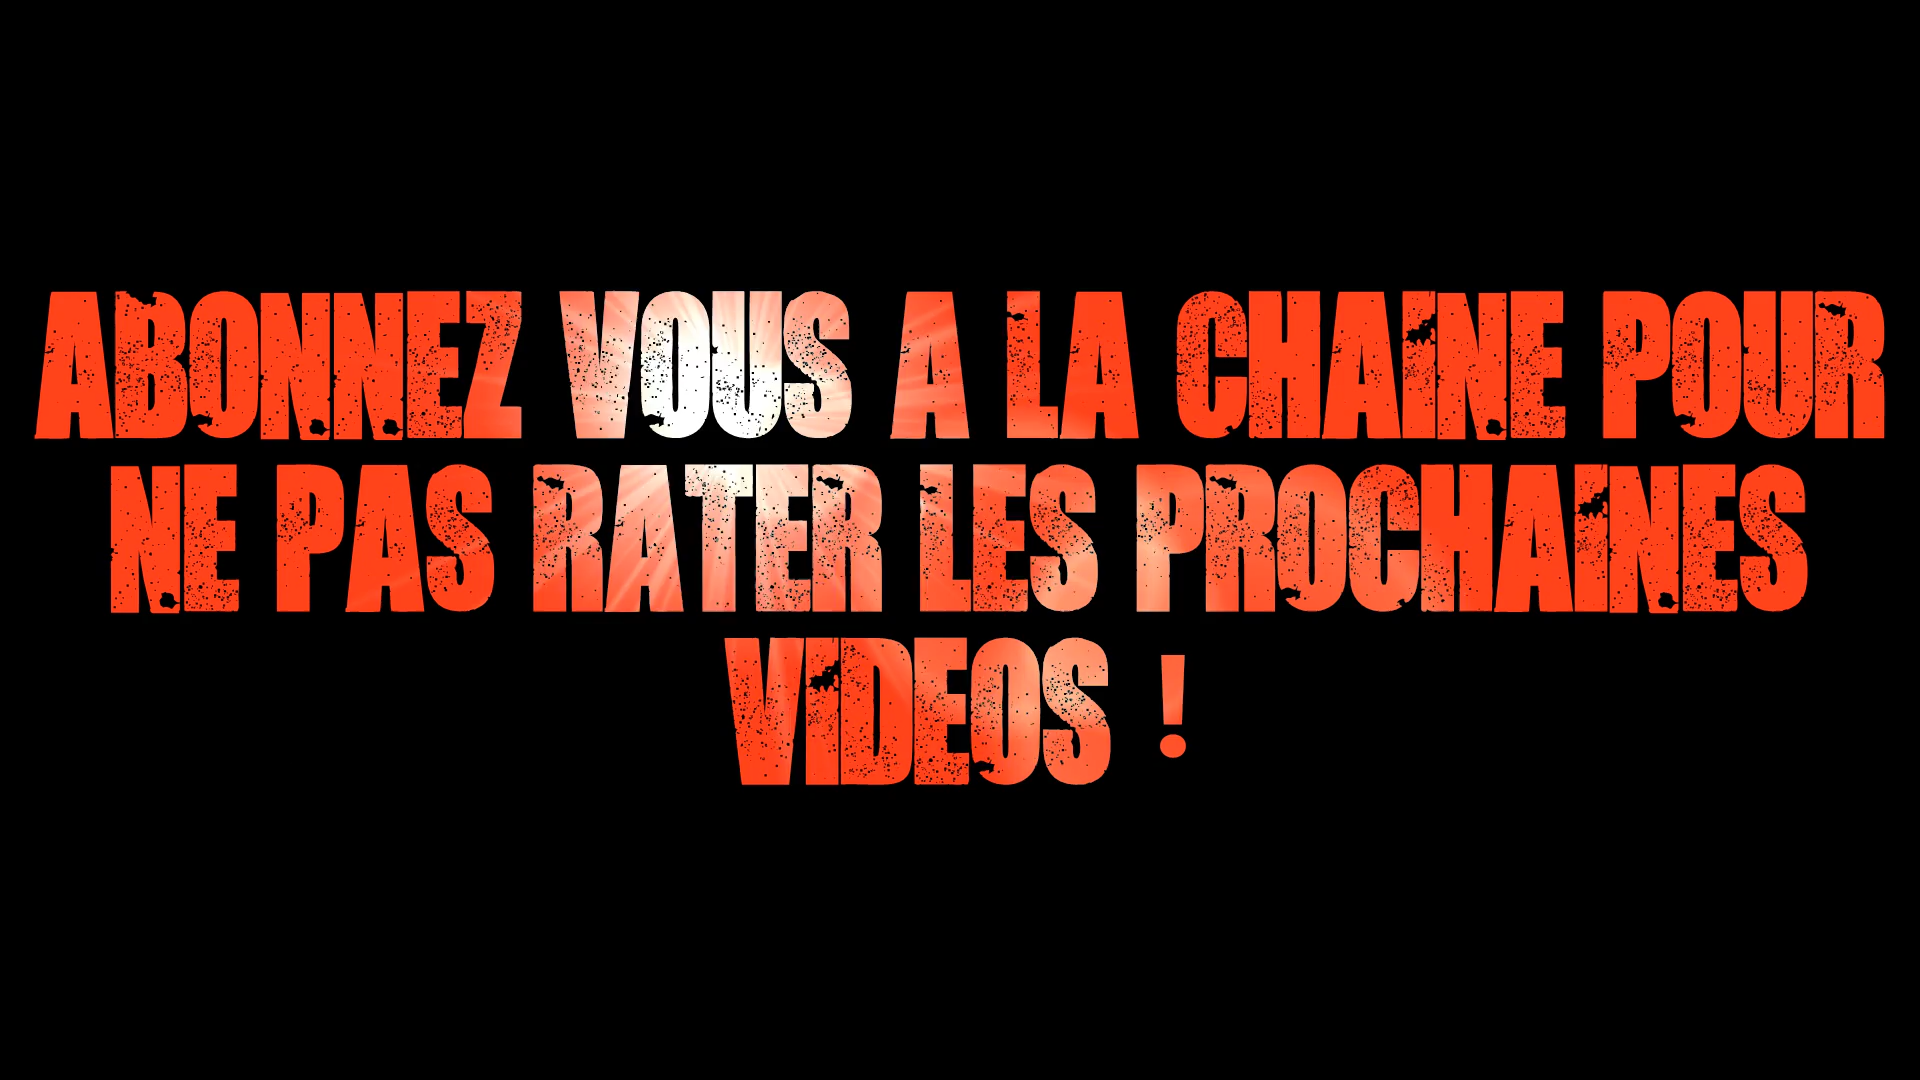 ABONNEZ VOUS A LA CHAINE POUR
NE PAS RATER LES PROCHAINES
VIDEOS !